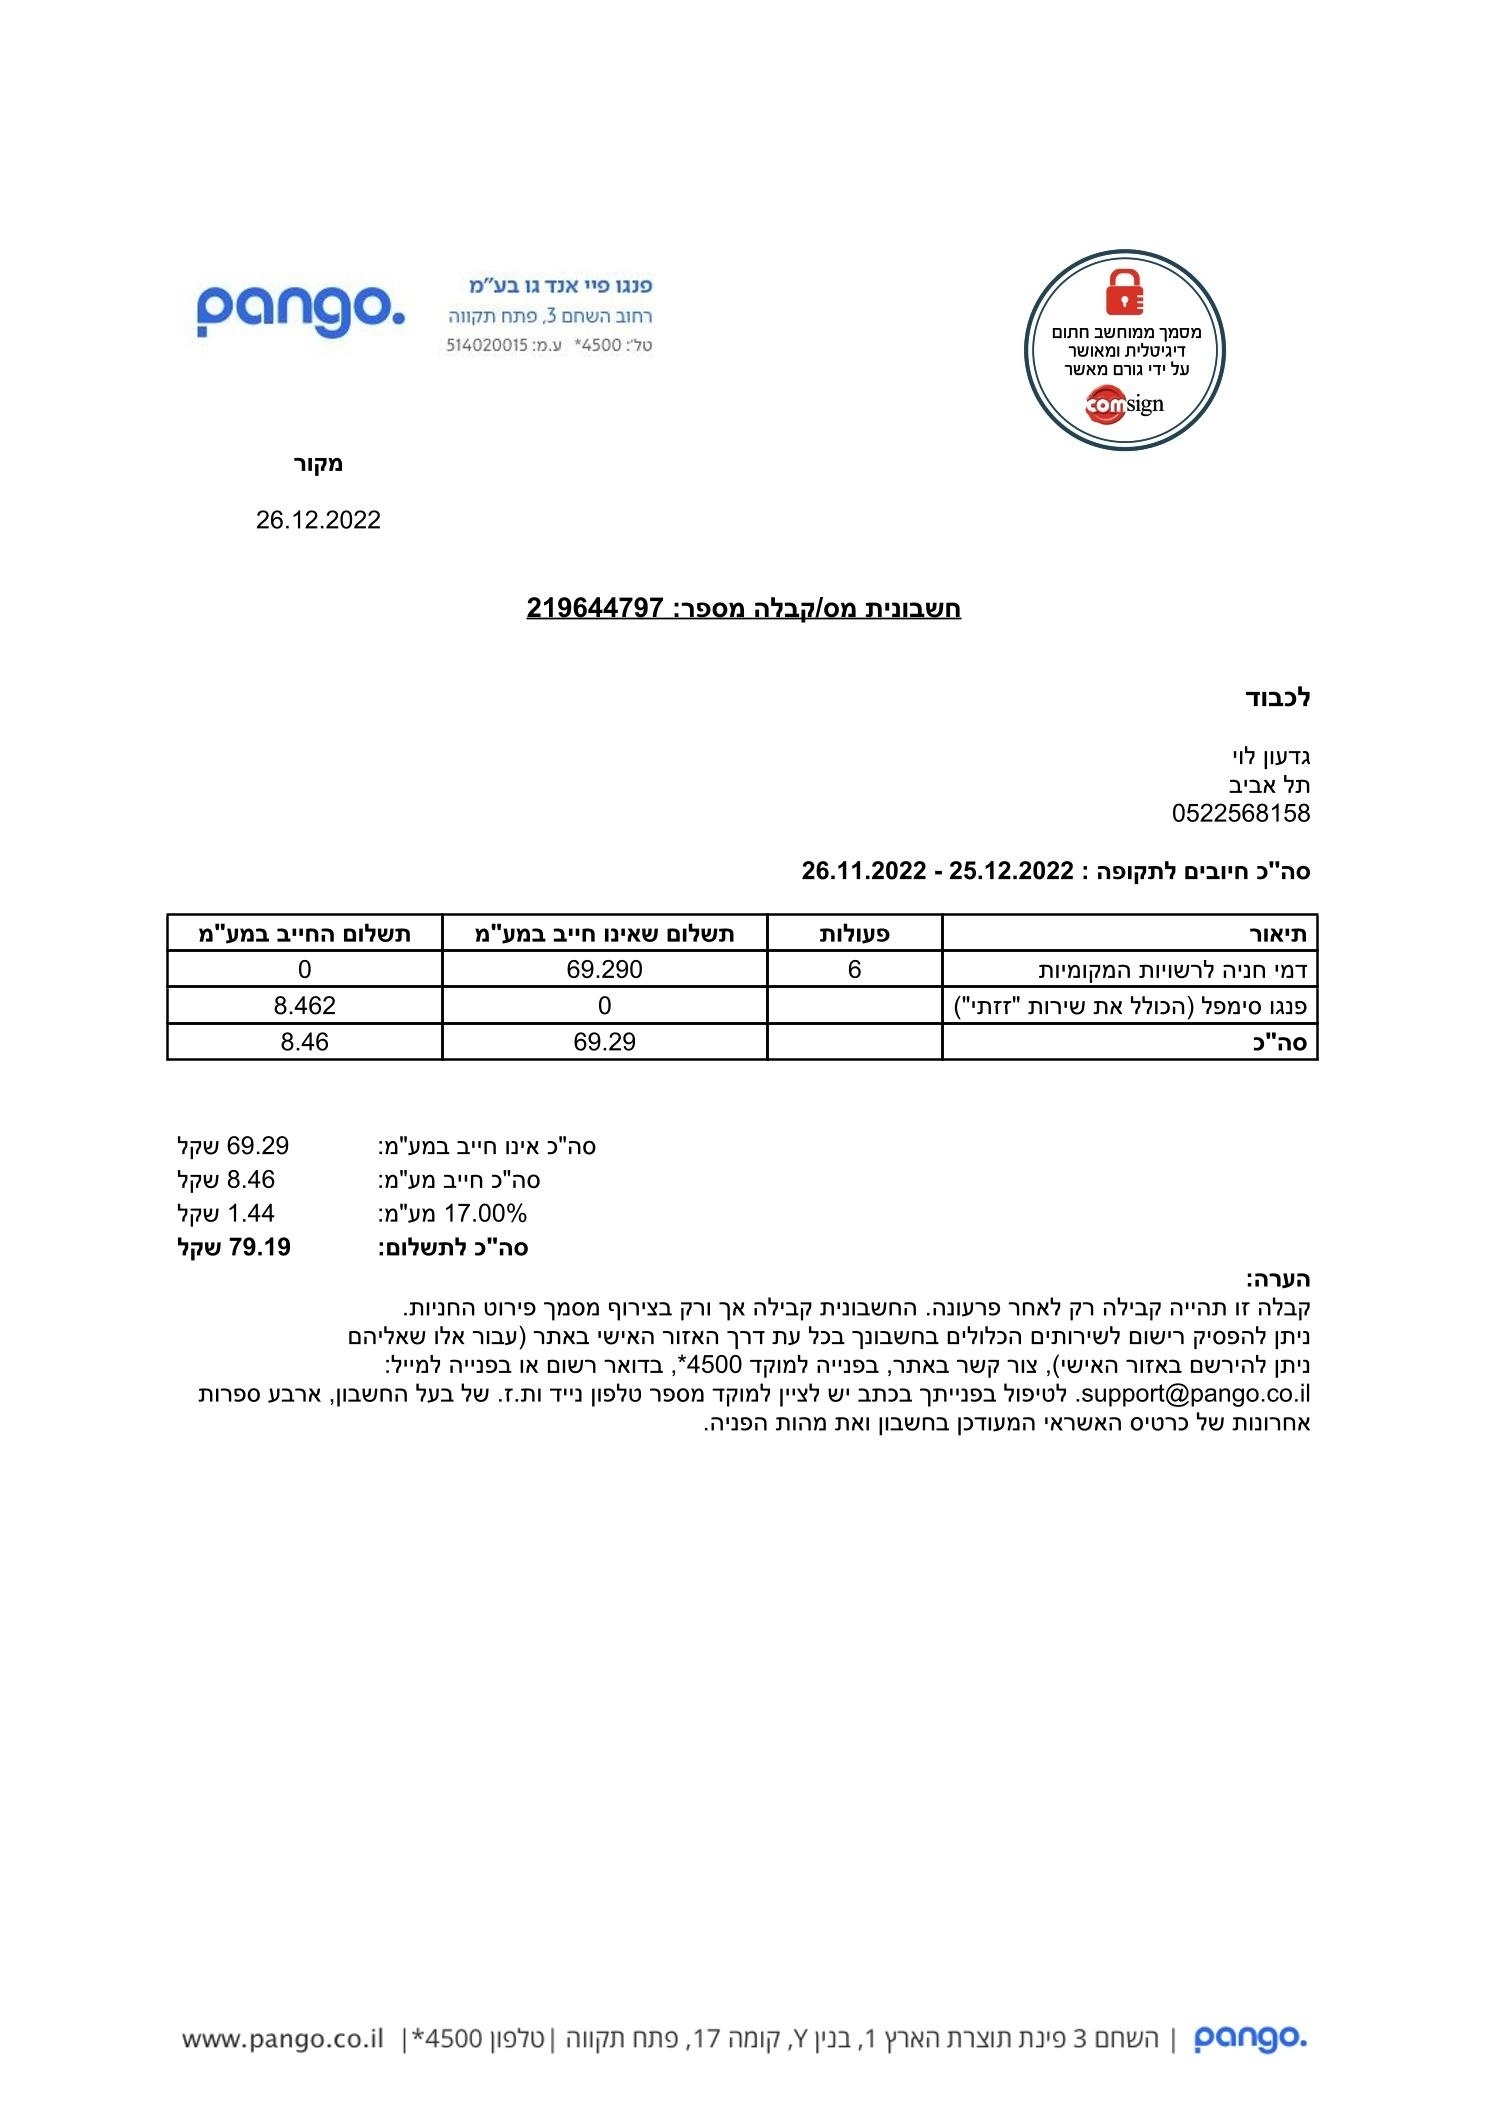 pango.
פנגו פיי אנד גו בע"מ
רחוב השחם 3, פתח תקווה
טל': 4500* ע.מ: 514020015
מסמך ממוחשב חתום
דיגיטלית ומאושר
על ידי גורם מאשר
comsign
מקור
26.12.2022
חשבונית מס/קבלה מספר: 219644797
לכבוד
גדעון לוי
תל אביב
0522568158
סה"כ חיובים לתקופה : 25.12.2022 - 26.11.2022
תיאור פעולות תשלום שאינו חייב במע"מ תשלום החייב במע"מ
דמי חניה לרשויות המקומיות 6 69.290 0
פנגו סימפל (הכולל את שירות "זזתי") 0 8.462
סה"כ 69.29 8.46
סה"כ אינו חייב במע"מ: 69.29 שקל
סה"כ חייב מע"מ: 8.46 שקל
17.00% מע"מ: 1.44 שקל
סה"כ לתשלום: 79.19 שקל
הערה:
קבלה זו תהייה קבילה רק לאחר פרעונה. החשבונית קבילה אך ורק בצירוף מסמך פירוט החניות.
ניתן להפסיק רישום לשירותים הכלולים בחשבונך בכל עת דרך האזור האישי באתר (עבור אלו שאליהם
ניתן להירשם באזור האישי), צור קשר באתר, בפנייה למוקד 4500*, בדואר רשום או בפנייה למייל:
support@pango.co.il. לטיפול בפנייתך בכתב יש לציין למוקד מספר טלפון נייד ות.ז. של בעל החשבון, ארבע ספרות
אחרונות של כרטיס האשראי המעודכן בחשבון ואת מהות הפניה.
pango. | השחם 3 פינת תוצרת הארץ 1, בנין Y, קומה 17, פתח תקווה | טלפון 4500* | www.pango.co.il